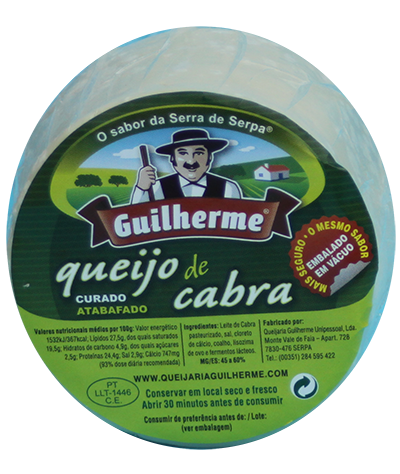 O sabor da Serra de Serpa®
Guilherme®
queijo de
cabra
CURADO
ATABAFADO
MAIS SEGURO · O MESMO SABOR
EMBALADO
EM VÁCUO
Valores nutricionais médios por 100g: Valor energético
1532kJ/367kcal, Lípidos 27,5g, dos quais saturados
19,5g; Hidratos de carbono 4,9g, dos quais açúcares
2,5g; Proteínas 24,4g; Sal 2,9g; Cálcio 747mg
(93% dose diária recomendada)
Ingredientes: Leite de Cabra
pasteurizado, sal, cloreto
de cálcio, coalho, lisozima
de ovo e fermentos lácteos.
MG/ES: 45 a 60%
Fabricado por:
Queijaria Guilherme Unipessoal, Lda.
Monte Vale de Faia – Apart. 728
7830-476 SERPA
Tel.: (00351) 284 595 422
WWW.QUEIJARIAGUILHERME.COM
PT
LLT-1446
C.E.
Conservar em local seco e fresco
Abrir 30 minutos antes de consumir
Consumir de preferência antes de: / Lote:
(ver embalagem)